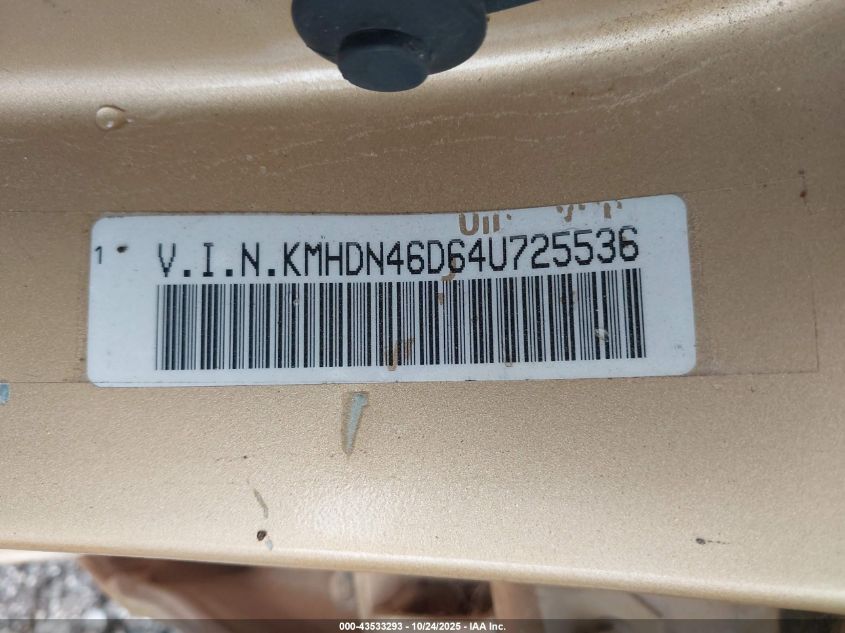 1
V.I.N.KMHDN46D64U725536
000-43533293 - 10/24/2025 - IAA Inc.